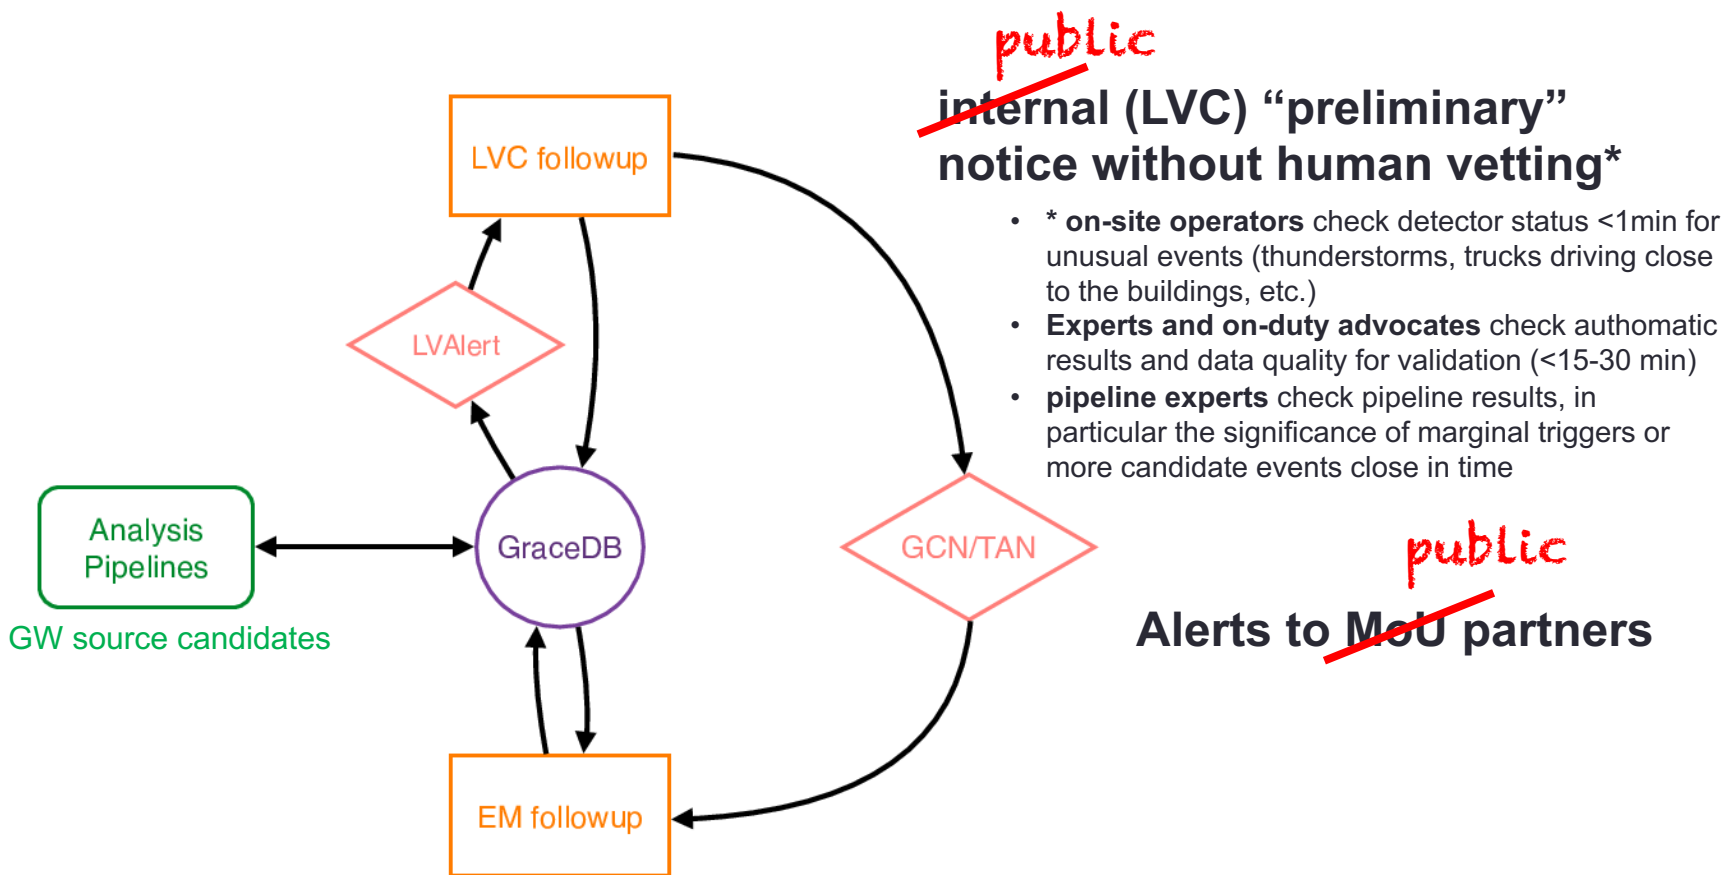 public
internal (LVC) “preliminary”
notice without human vetting*
• * on-site operators check detector status <1min for
unusual events (thunderstorms, trucks driving close
to the buildings, etc.)
• Experts and on-duty advocates check authomatic
results and data quality for validation (<15-30 min)
• pipeline experts check pipeline results, in
particular the significance of marginal triggers or
more candidate events close in time
LVC followup
LVAlert
Analysis
Pipelines
GW source candidates
GraceDB
GCN/TAN
public
Alerts to MoU partners
EM followup